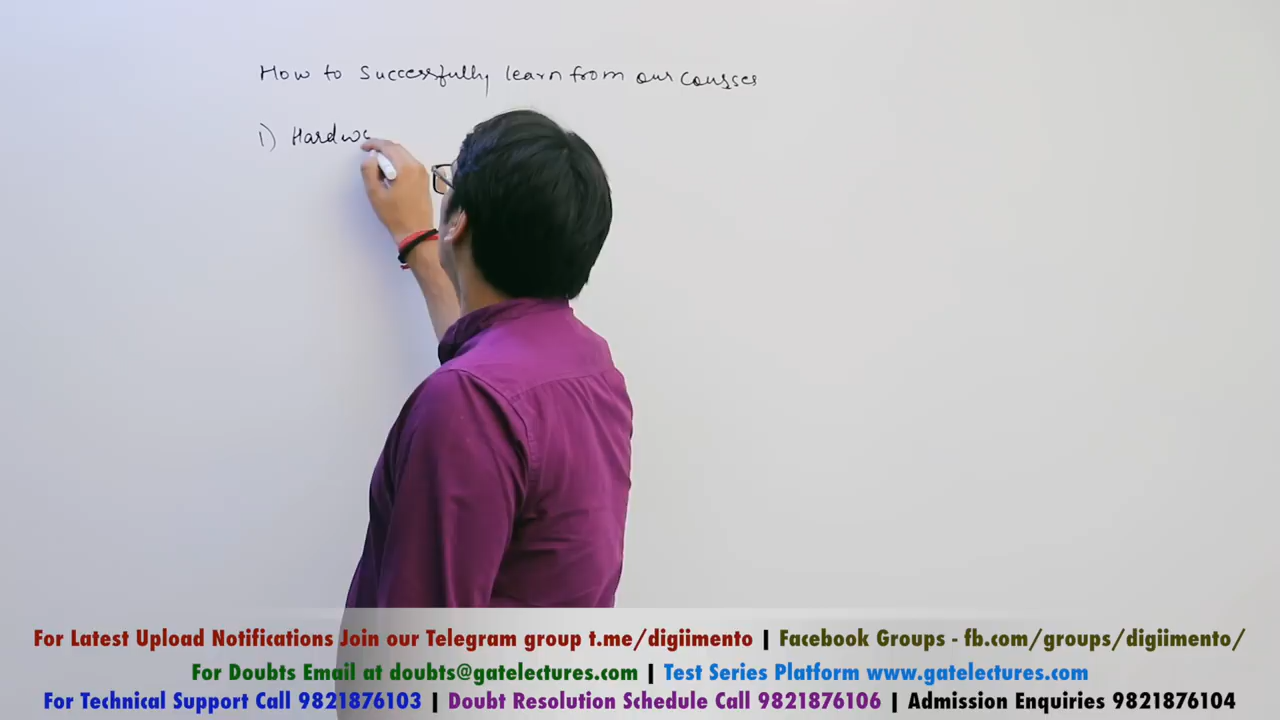 How to Successfully learn from our courses
1) Hardwa
For Latest Upload Notifications Join our Telegram group t.me/digiimento | Facebook Groups - fb.com/groups/digiimento/
For Doubts Email at doubts@gatelectures.com | Test Series Platform www.gatelectures.com
For Technical Support Call 9821876103 | Doubt Resolution Schedule Call 9821876106 | Admission Enquiries 9821876104